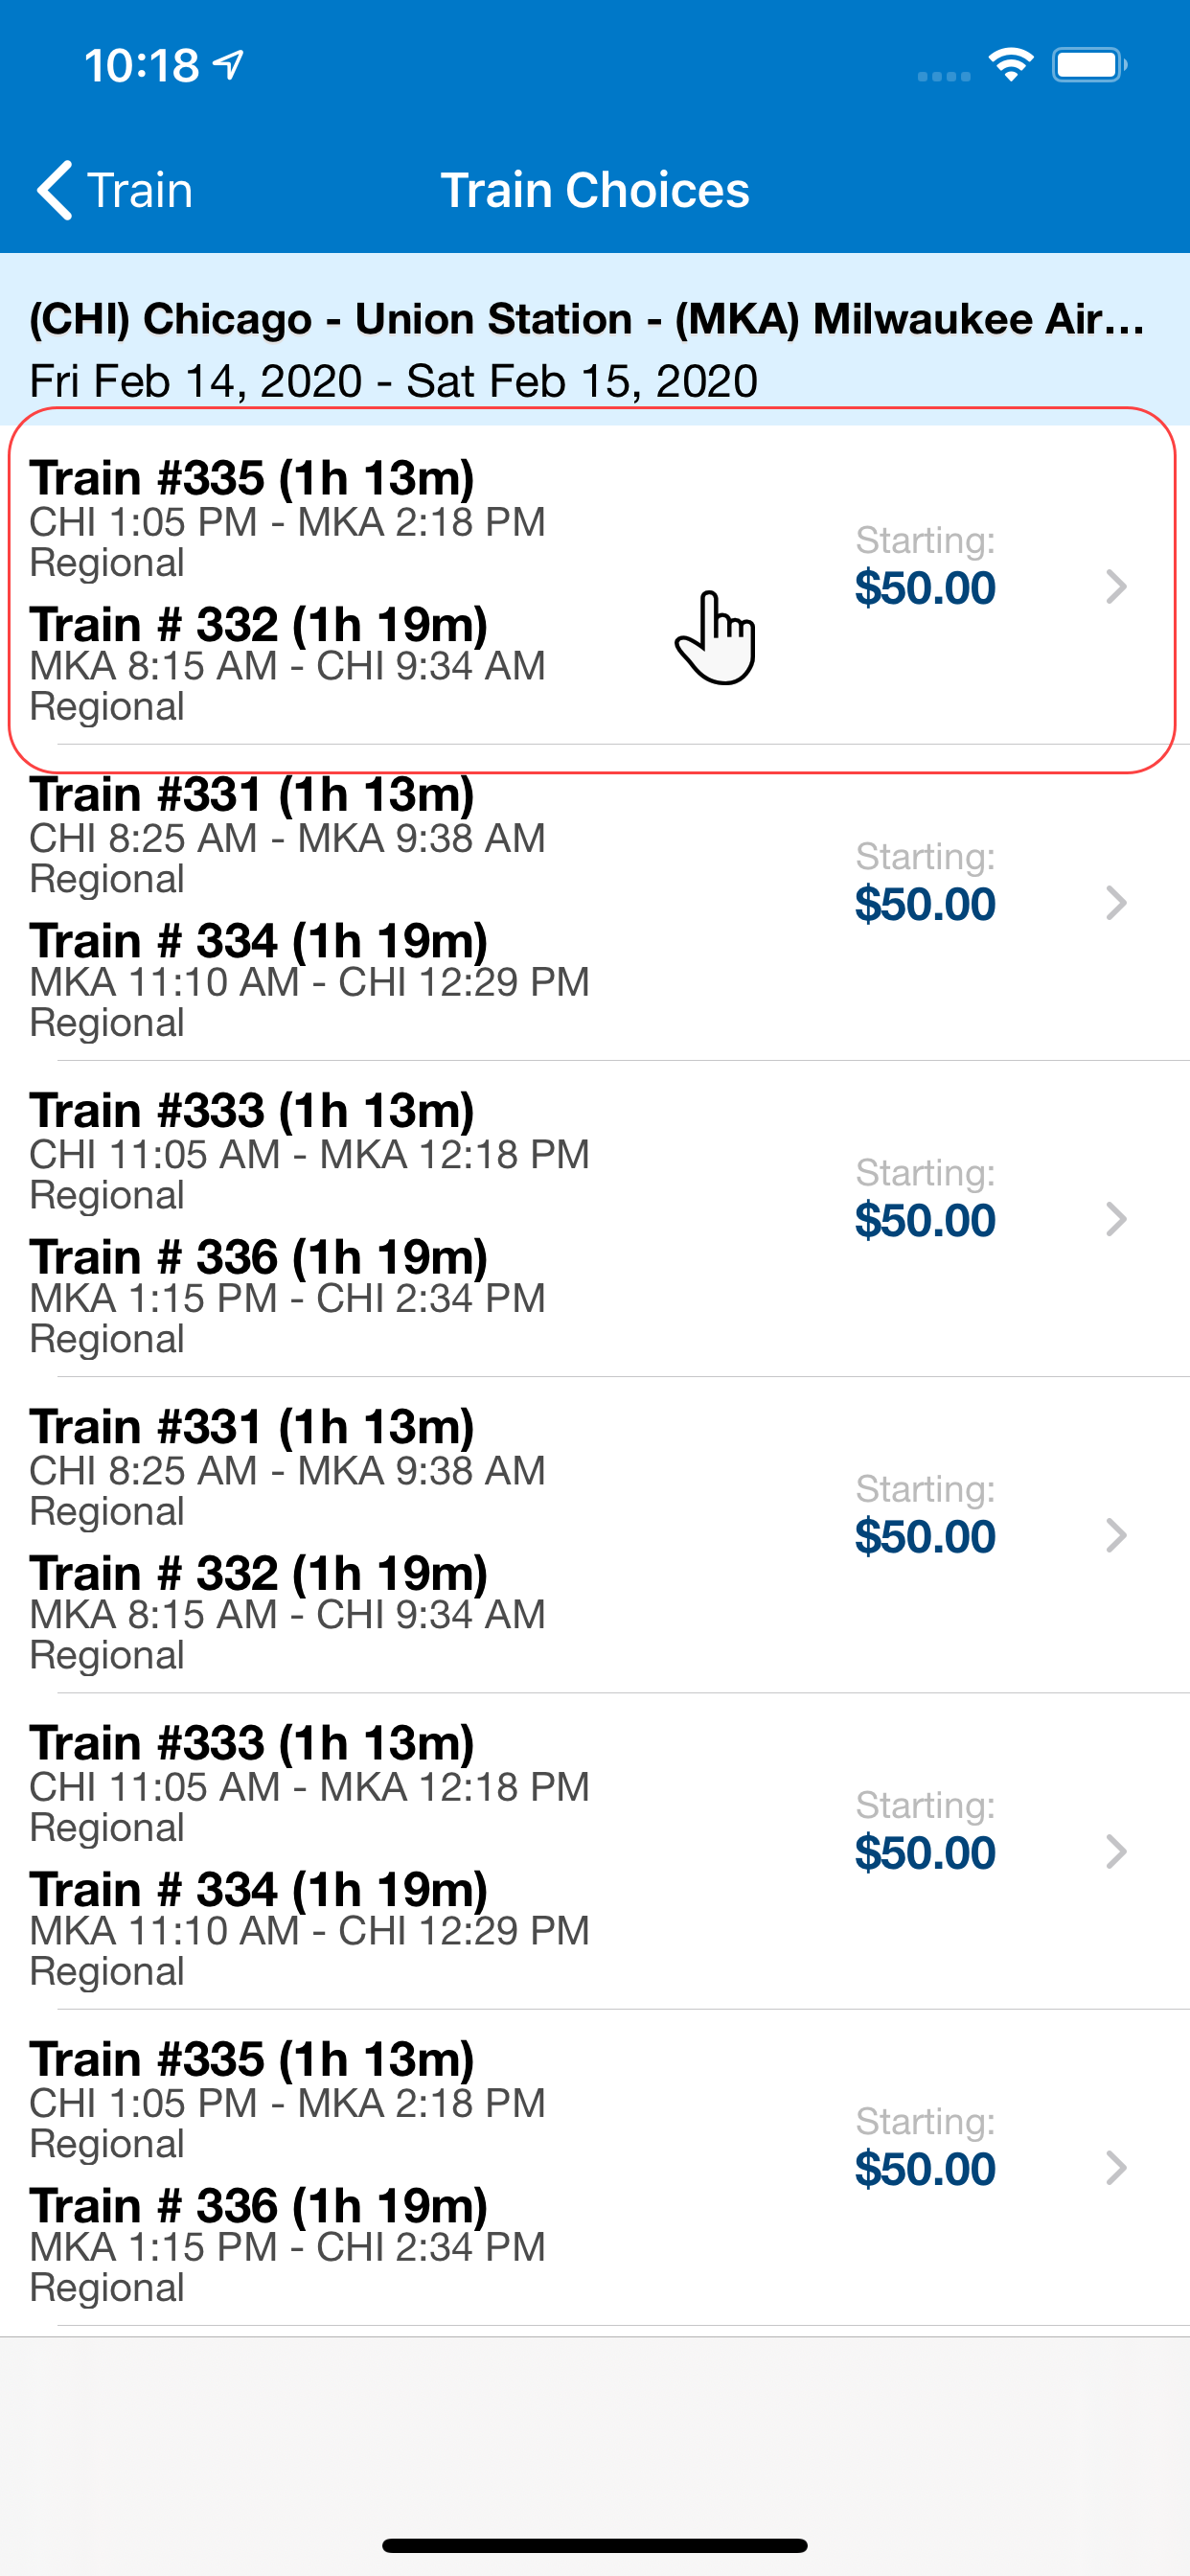 10:18
Train
Train Choices
(CHI) Chicago - Union Station - (MKA) Milwaukee Air...
Fri Feb 14, 2020 - Sat Feb 15, 2020
Train #335 (1h 13m)
CHI 1:05 PM - MKA 2:18 PM
Regional
Starting:
$50.00
Train # 332 (1h 19m)
MKA 8:15 AM - CHI 9:34 AM
Regional
Train #331 (1h 13m)
CHI 8:25 AM - MKA 9:38 AM
Regional
Starting:
$50.00
Train # 334 (1h 19m)
MKA 11:10 AM - CHI 12:29 PM
Regional
Train #333 (1h 13m)
CHI 11:05 AM - MKA 12:18 PM
Regional
Starting:
$50.00
Train # 336 (1h 19m)
MKA 1:15 PM - CHI 2:34 PM
Regional
Train #331 (1h 13m)
CHI 8:25 AM - MKA 9:38 AM
Regional
Starting:
$50.00
Train # 332 (1h 19m)
MKA 8:15 AM - CHI 9:34 AM
Regional
Train #333 (1h 13m)
CHI 11:05 AM - MKA 12:18 PM
Regional
Starting:
$50.00
Train # 334 (1h 19m)
MKA 11:10 AM - CHI 12:29 PM
Regional
Train #335 (1h 13m)
CHI 1:05 PM - MKA 2:18 PM
Regional
Starting:
$50.00
Train # 336 (1h 19m)
MKA 1:15 PM - CHI 2:34 PM
Regional